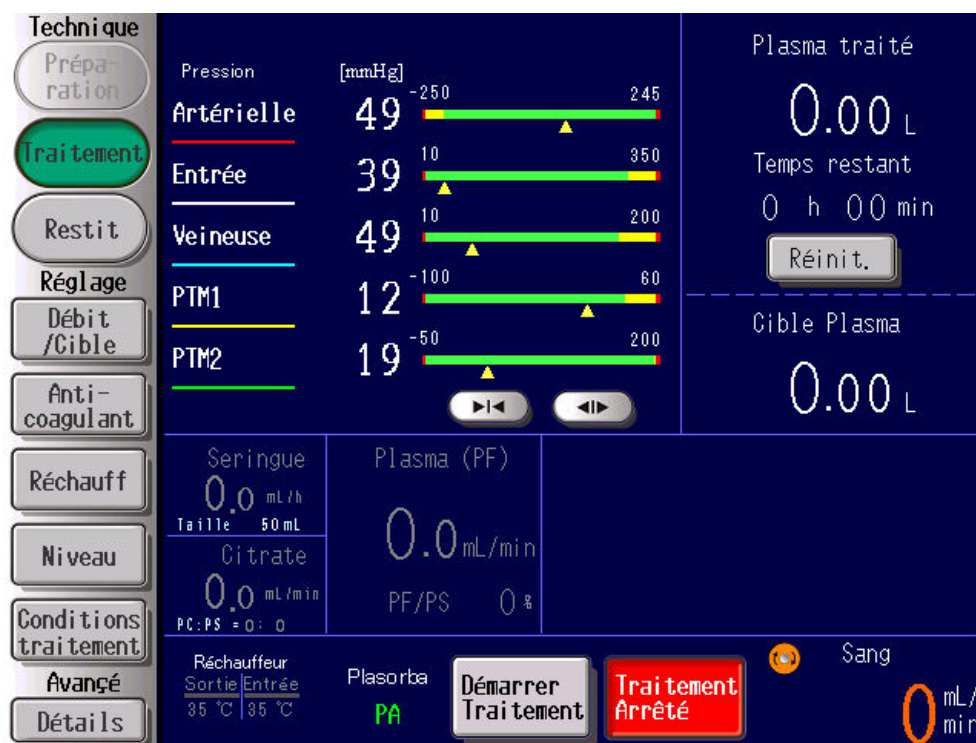 Technique
Prépa-
ration
Traitement
Restit
Réglage
Débit
/Cible
Anti-
coagulant
Réchauff
Niveau
Conditions
traitement
Avançé
Détails
Pression [mmHg]
Artérielle 49 -250 245
Entrée 39 10 350
Veineuse 49 10 200
PTM1 12 -100 60
PTM2 19 -50 200
Plasma traité
0.00 L
Temps restant
0 h 00 min
Réinit.
Cible Plasma
0.00 L
Seringue
0.0 mL/h
Taille 50mL
Citrate
0.0 mL/min
PC:PS = 0: 0
Plasma (PF)
0.0 mL/min
PF/PS 0 %
Réchauffeur
Sortie Entrée
35 °C 35 °C
Plasorba
PA
Démarrer
Traitement
Traitement
Arrêté
Sang
0 mL/
min